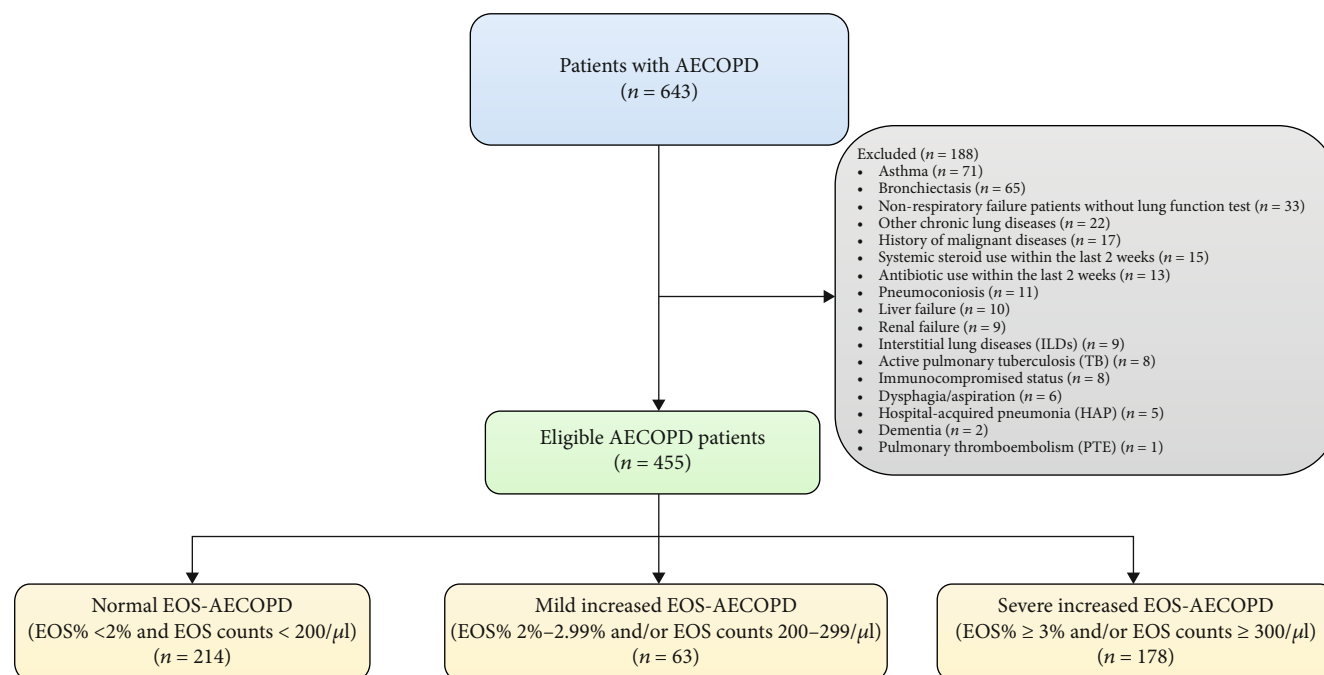 Patients with AECOPD
(n = 643)
Excluded (n = 188)
• Asthma (n = 71)
• Bronchiectasis (n = 65)
• Non-respiratory failure patients without lung function test (n = 33)
• Other chronic lung diseases (n = 22)
• History of malignant diseases (n = 17)
• Systemic steroid use within the last 2 weeks (n = 15)
• Antibiotic use within the last 2 weeks (n = 13)
• Pneumoconiosis (n = 11)
• Liver failure (n = 10)
• Renal failure (n = 9)
• Interstitial lung diseases (ILDs) (n = 9)
• Active pulmonary tuberculosis (TB) (n = 8)
• Immunocompromised status (n = 8)
• Dysphagia/aspiration (n = 6)
• Hospital-acquired pneumonia (HAP) (n = 5)
• Dementia (n = 2)
• Pulmonary thromboembolism (PTE) (n = 1)
Eligible AECOPD patients
(n = 455)
Normal EOS-AECOPD
(EOS% <2% and EOS counts < 200/μl)
(n = 214)
Mild increased EOS-AECOPD
(EOS% 2%–2.99% and/or EOS counts 200–299/μl)
(n = 63)
Severe increased EOS-AECOPD
(EOS% ≥ 3% and/or EOS counts ≥ 300/μl)
(n = 178)